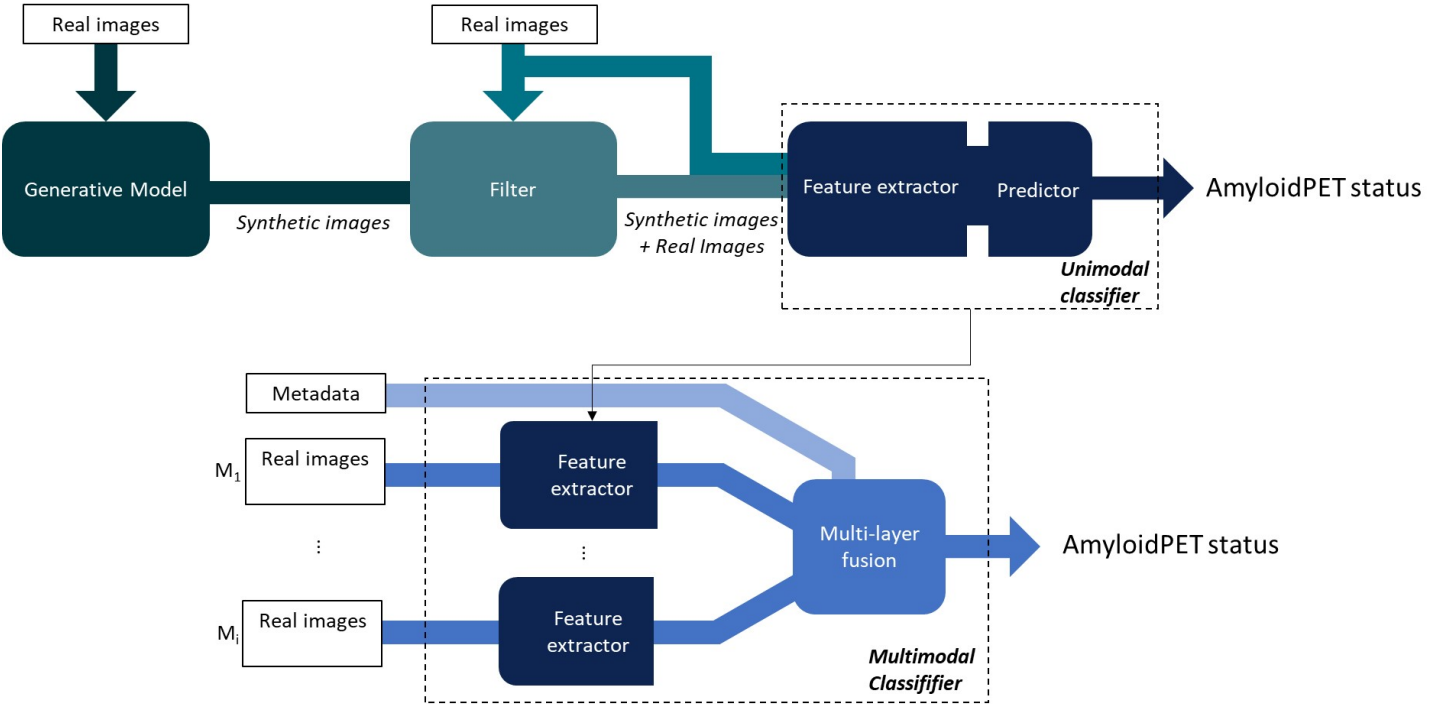 Real images
Real images
Generative Model
Synthetic images
Filter
Synthetic images
+ Real Images
Feature extractor
Predictor
AmyloidPET status
Unimodal
classifier
Metadata
M1
Real images
Feature
extractor
⋮
⋮
Multi-layer
fusion
AmyloidPET status
Mi
Real images
Feature
extractor
Multimodal
Classififier